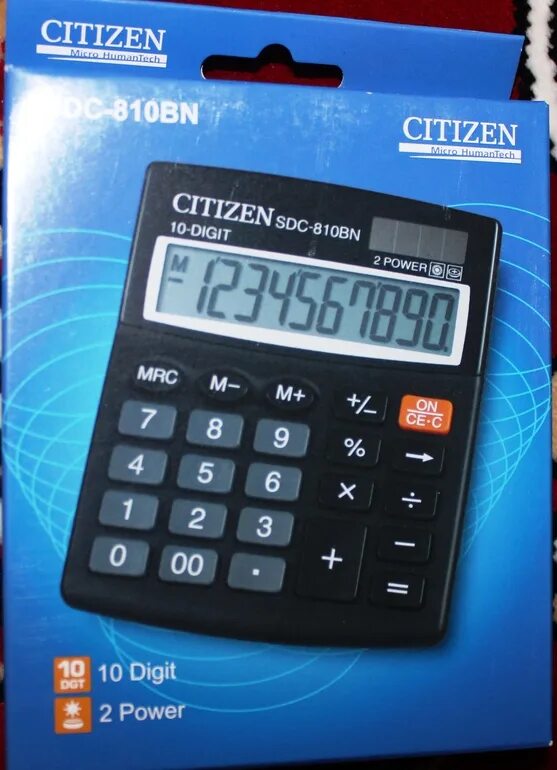 CITIZEN
Micro HumanTech
SDC-810BN
CITIZEN
Micro HumanTech
CITIZEN SDC-810BN
10-DIGIT
2 POWER
M
-1234567890.
MRC M- M+ +/- ON
CE·C
7 8 9 % →
4 5 6 × ÷
1 2 3 + −
0 00 . =
10 DGT 10 Digit
2 Power